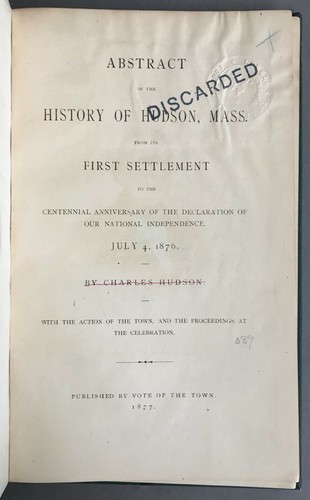 ABSTRACT
OF THE
HISTORY OF HUDSON, MASS.
DISCARDED
FROM ITS
FIRST SETTLEMENT
TO THE
CENTENNIAL ANNIVERSARY OF THE DECLARATION OF
OUR NATIONAL INDEPENDENCE.
JULY 4, 1876.
BY CHARLES HUDSON.
WITH THE ACTION OF THE TOWN, AND THE PROCEEDINGS AT
THE CELEBRATION.
PUBLISHED BY VOTE OF THE TOWN.
1877.